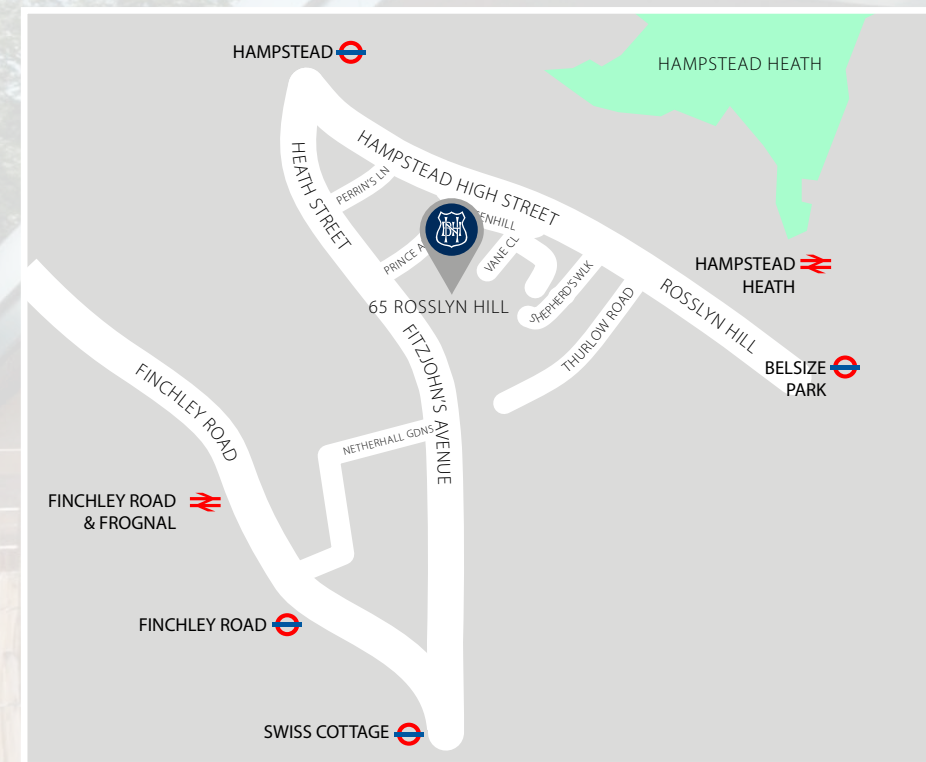 HAMPSTEAD
HAMPSTEAD HEATH
HAMPSTEAD HIGH STREET
HEATH STREET
PERRIN'S LN
VANE CL
HAMPSTEAD
HEATH
SHEPHERD'S WLK
PRINCE A
ROSSLYN HILL
65 ROSSLYN HILL
THURLOW ROAD
FITZJOHN'S AVENUE
BELSIZE
PARK
FINCHLEY ROAD
NETHERHALL GDNS
FINCHLEY ROAD
& FROGNAL
FINCHLEY ROAD
SWISS COTTAGE